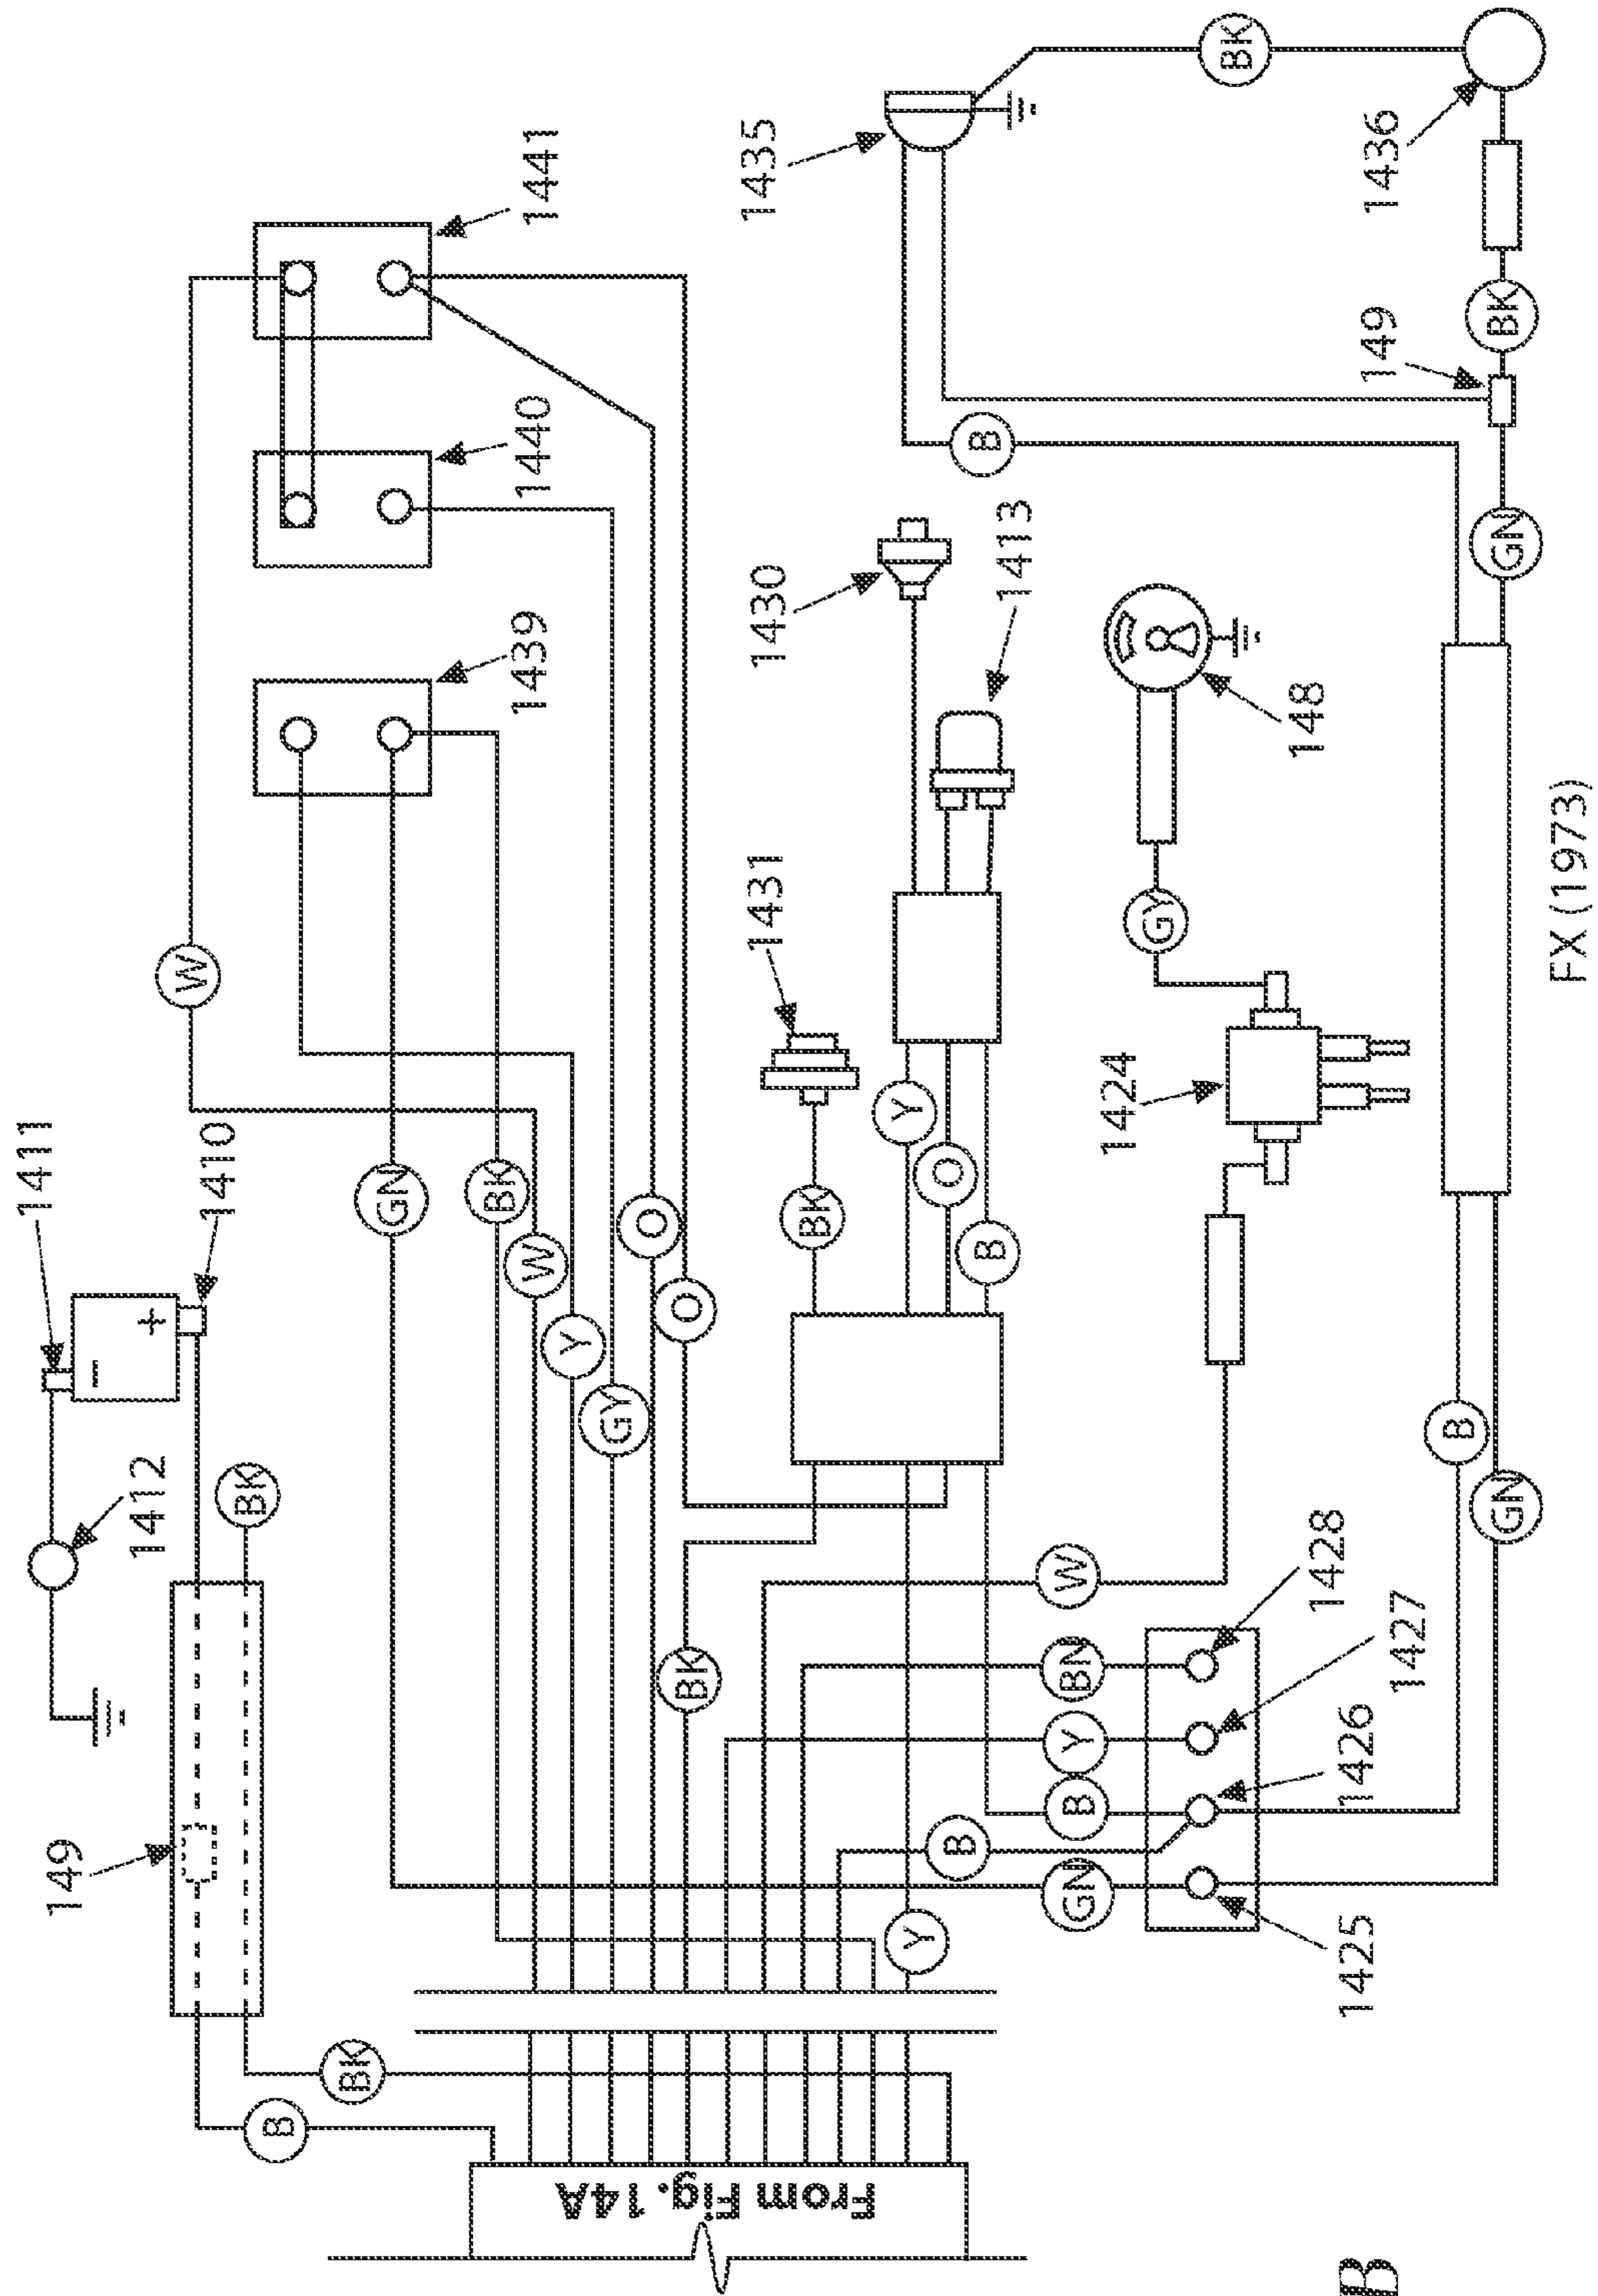 1411
1410
1412
149
W
BK
BK
B
GN
BK
W
Y
GY
O
O
1439
1440
1441
1431
1430
1413
1435
BK
Y
O
B
BK
Y
From Fig. 14A
GY
148
1424
W
BN
Y
B
B
GN
1428
1427
1426
1425
B
GN
B
GN
149
BK
1436
BK
FX (1973)
B